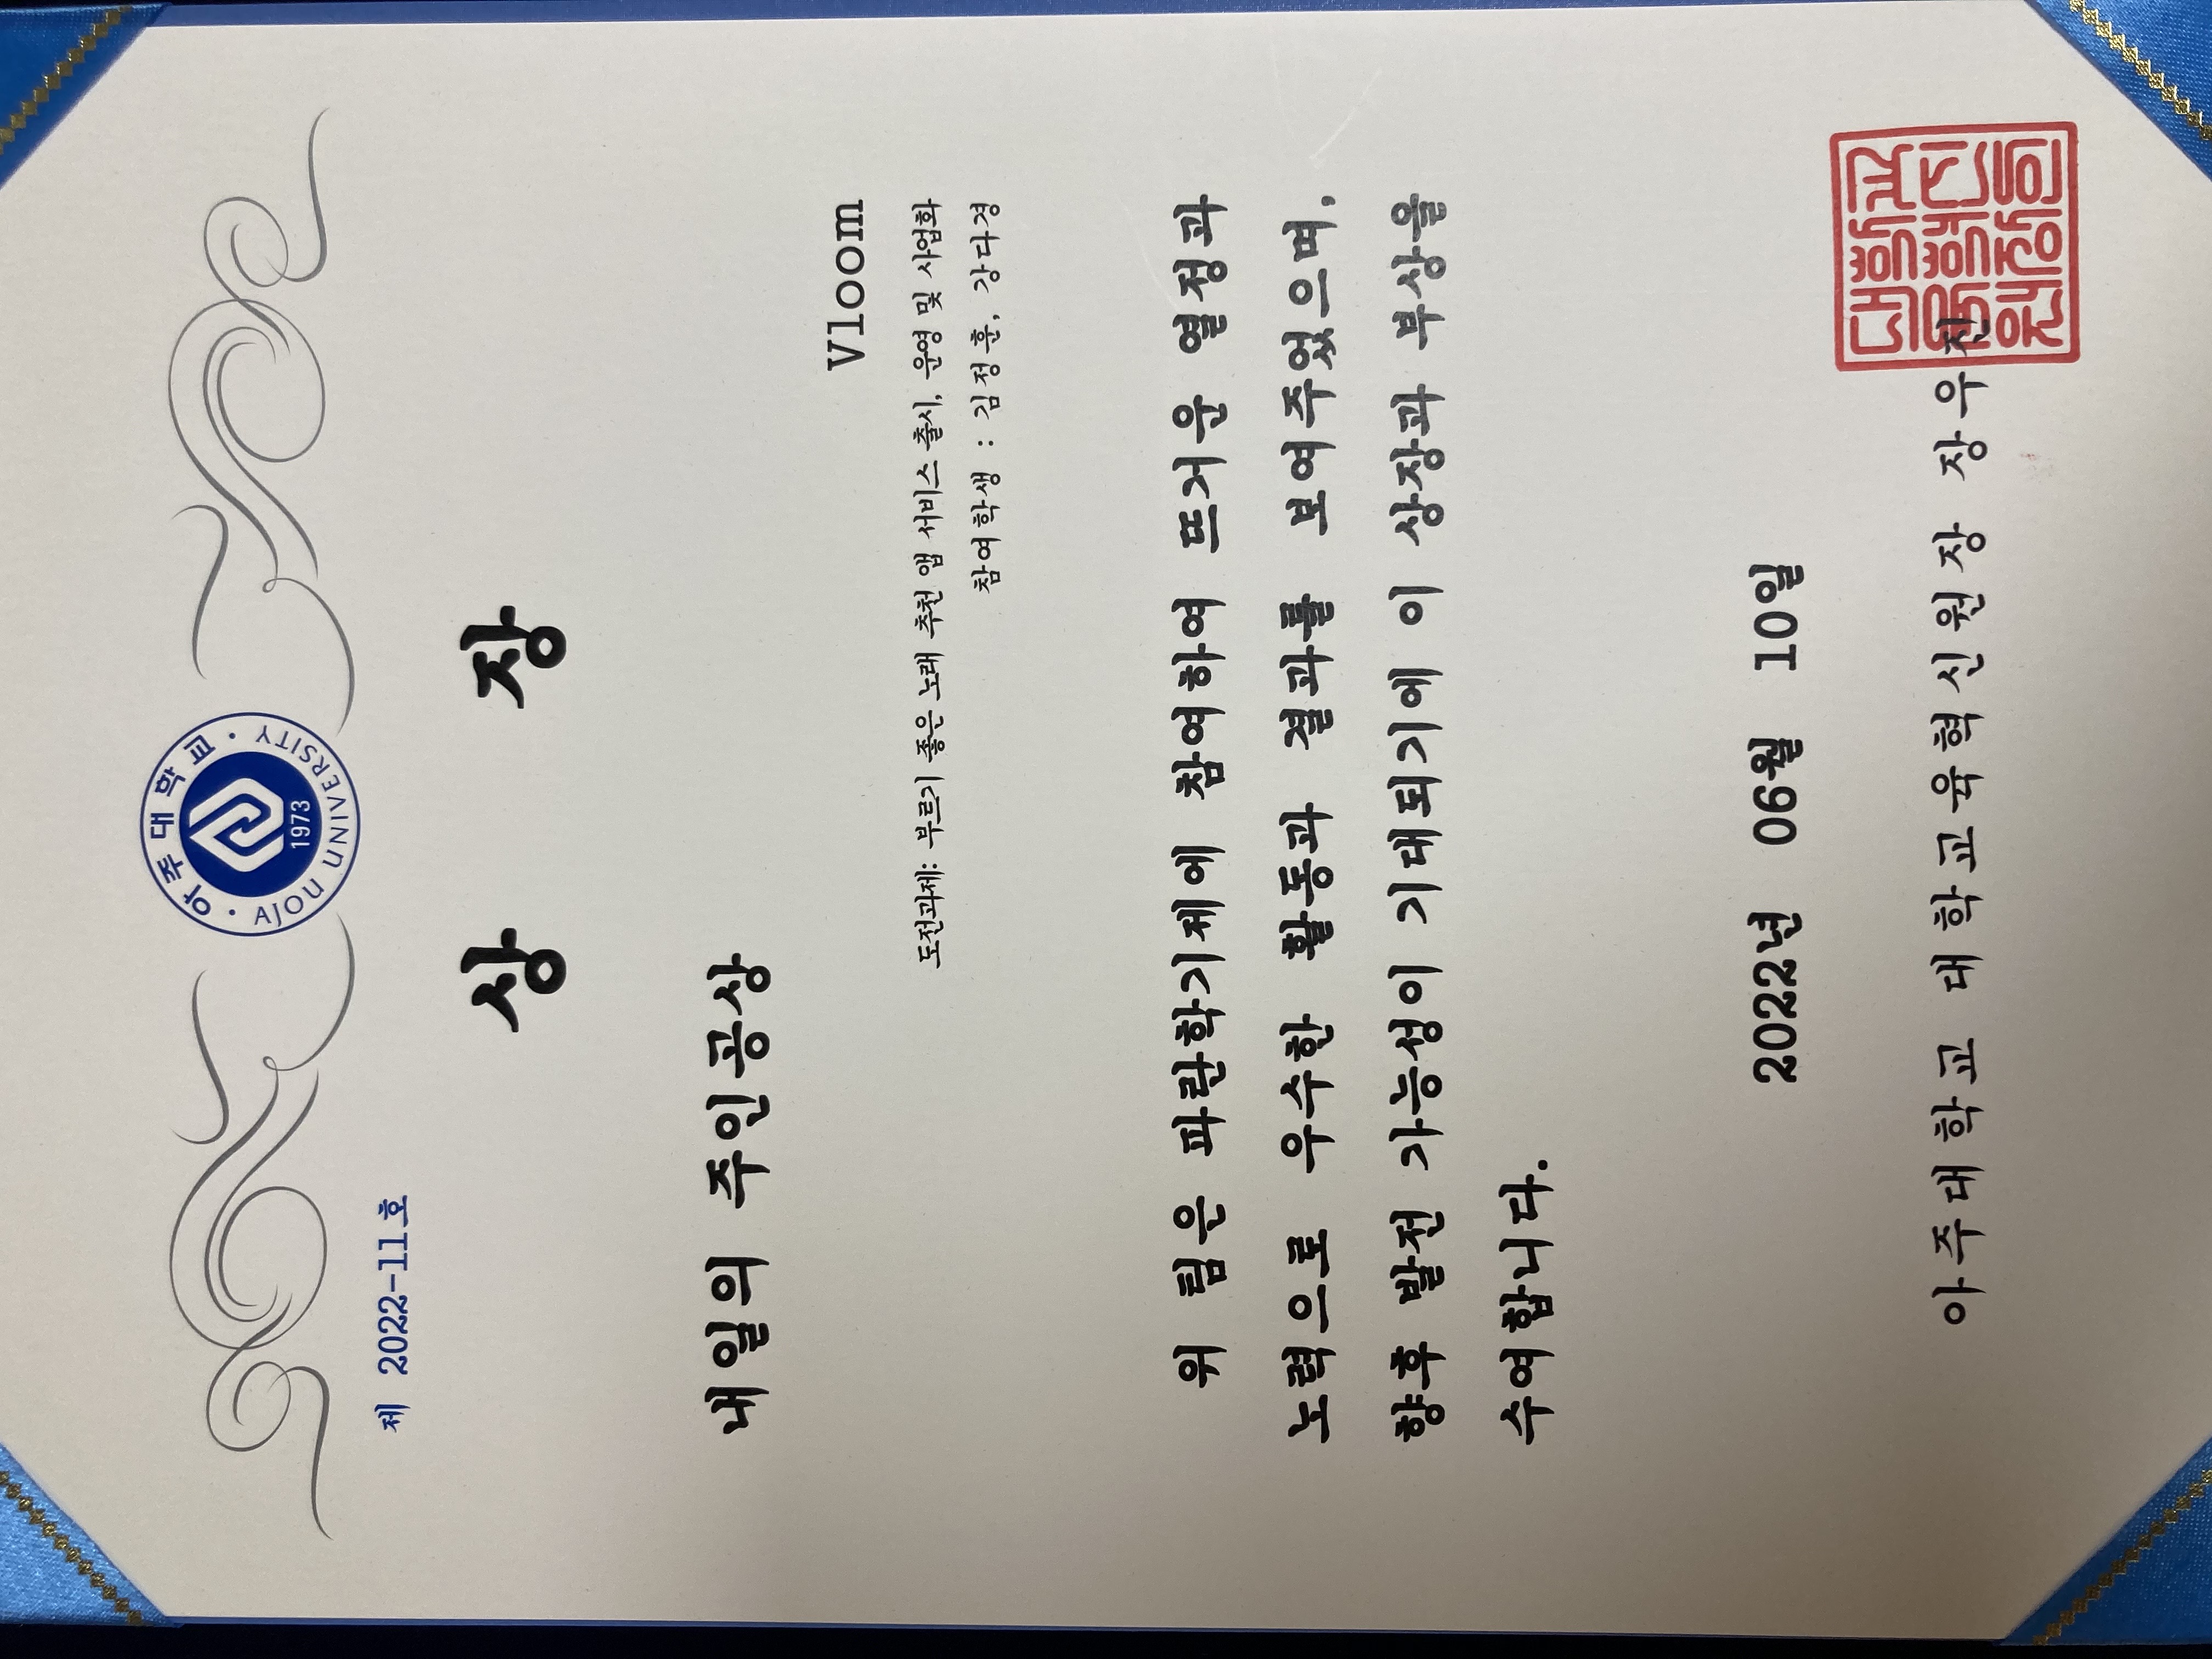 아주대학교
1973
AJOU UNIVERSITY
제 2022-11호
상 장
내일의 주인공상
Vloom
도전과제: 부르기 좋은 노래 추천 앱 서비스 출시, 운영 및 사업화
참여학생 : 김정훈, 강다경
위 팀은 파란학기제에 참여하여 뜨거운 열정과
노력으로 우수한 활동과 결과를 보여주었으며,
향후 발전 가능성이 기대되기에 이 상장과 부상을
수여합니다.
2022년 06월 10일
아주대학교 대학교육혁신원장 장우진
대학교
육혁신
원장의